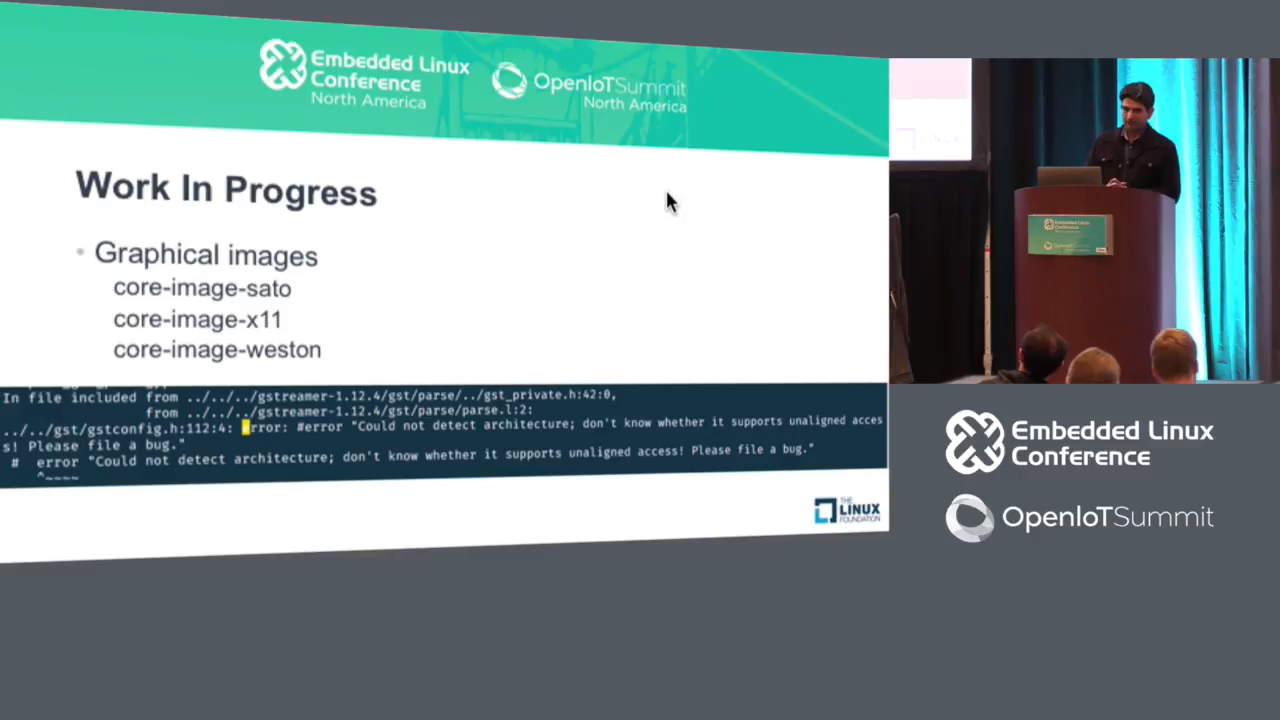 Embedded Linux
Conference
North America
OpenIoTSummit
North America
Work In Progress
• Graphical images
core-image-sato
core-image-x11
core-image-weston
In file included from ../../../gstreamer-1.12.4/gst/parse/../gst_private.h:42:0,
from ../../../gstreamer-1.12.4/gst/parse/parse.l:2:
../../gst/gstconfig.h:112:4: error: #error "Could not detect architecture; don't know whether it supports unaligned acces
s! Please file a bug."
# error "Could not detect architecture; don't know whether it supports unaligned access! Please file a bug."
^~~~~
THE
LINUX
FOUNDATION
Embedded Linux
Conference
OpenIoTSummit
Embedded Linux
Conference
OpenIoTSummit